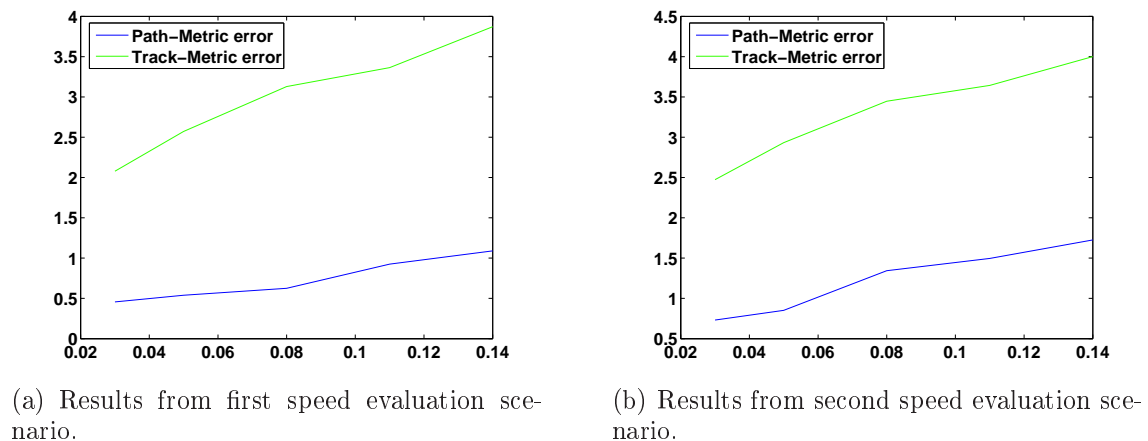 4
3.5
3
2.5
2
1.5
1
0.5
0
0.02 0.04 0.06 0.08 0.1 0.12 0.14
Path-Metric error
Track-Metric error
(a) Results from first speed evaluation sce-
nario.
4.5
4
3.5
3
2.5
2
1.5
1
0.5
0.02 0.04 0.06 0.08 0.1 0.12 0.14
Path-Metric error
Track-Metric error
(b) Results from second speed evaluation sce-
nario.